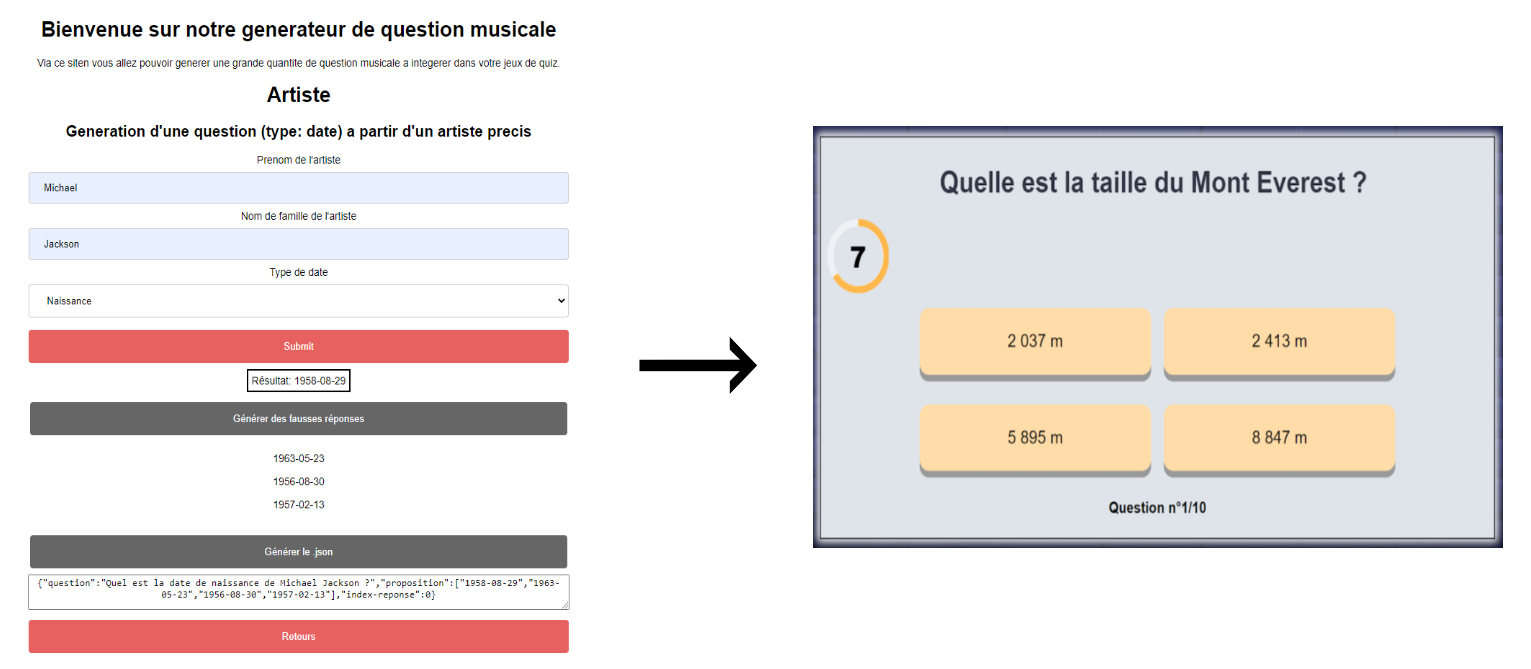 Bienvenue sur notre generateur de question musicale
Via ce siten vous allez pouvoir generer une grande quantite de question musicale a integerer dans votre jeux de quiz.
Artiste
Generation d'une question (type: date) a partir d'un artiste precis
Prenom de l'artiste
Michael
Nom de famille de l'artiste
Jackson
Type de date
Naissance
Submit
Résultat: 1958-08-29
Générer des fausses réponses
1963-05-23
1956-08-30
1957-02-13
Générer le .json
{"question":"Quel est la date de naissance de Michael Jackson ?","proposition":["1958-08-29","1963-
05-23","1956-08-30","1957-02-13"],"index-reponse":0}
Retours
Quelle est la taille du Mont Everest ?
7
2 037 m
2 413 m
5 895 m
8 847 m
Question n°1/10